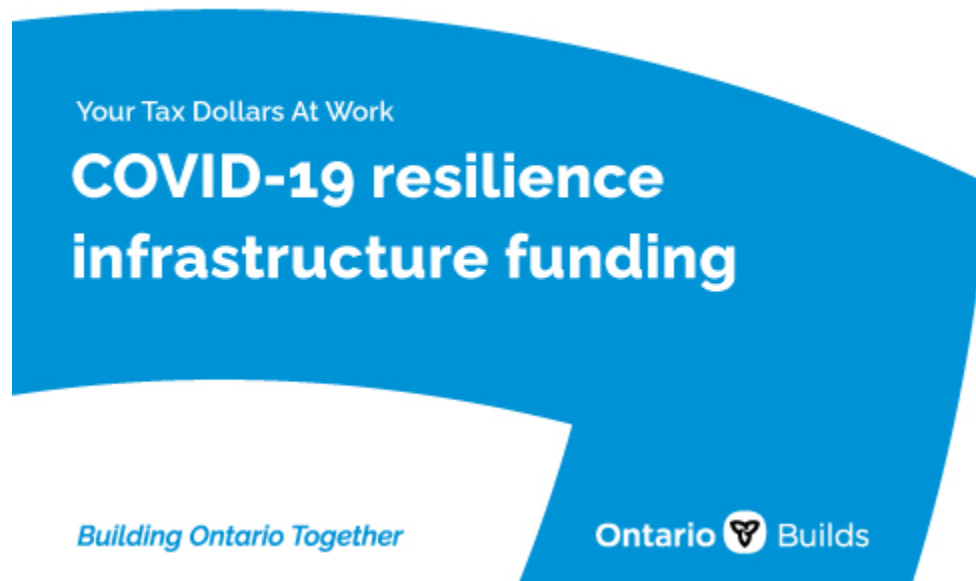 Your Tax Dollars At Work
COVID-19 resilience
infrastructure funding
Building Ontario Together
Ontario Builds